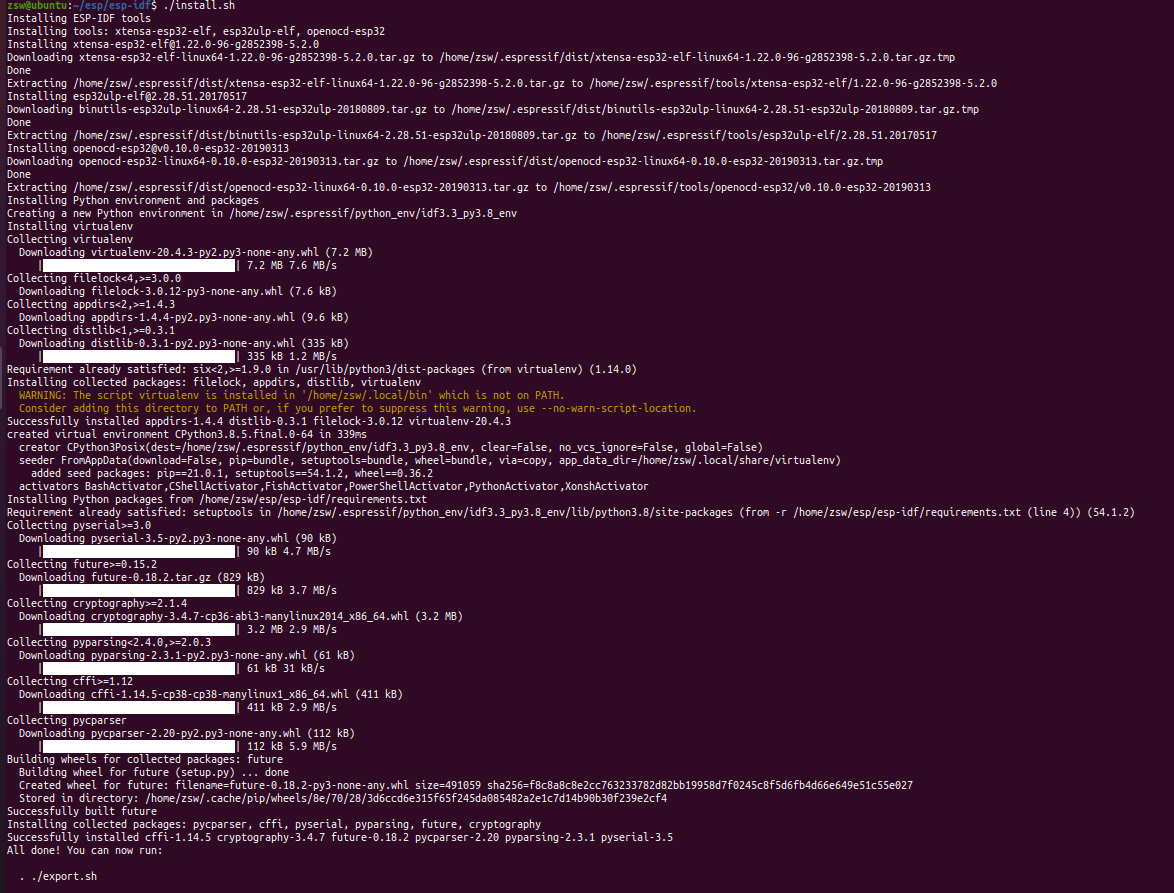 zsw@ubuntu:~/esp/esp-idf$ ./install.sh
Installing ESP-IDF tools
Installing tools: xtensa-esp32-elf, esp32ulp-elf, openocd-esp32
Installing xtensa-esp32-elf@1.22.0-96-g2852398-5.2.0
Downloading xtensa-esp32-elf-linux64-1.22.0-96-g2852398-5.2.0.tar.gz to /home/zsw/.espressif/dist/xtensa-esp32-elf-linux64-1.22.0-96-g2852398-5.2.0.tar.gz.tmp
Done
Extracting /home/zsw/.espressif/dist/xtensa-esp32-elf-linux64-1.22.0-96-g2852398-5.2.0.tar.gz to /home/zsw/.espressif/tools/xtensa-esp32-elf/1.22.0-96-g2852398-5.2.0
Installing esp32ulp-elf@2.28.51.20170517
Downloading binutils-esp32ulp-linux64-2.28.51-esp32ulp-20180809.tar.gz to /home/zsw/.espressif/dist/binutils-esp32ulp-linux64-2.28.51-esp32ulp-20180809.tar.gz.tmp
Done
Extracting /home/zsw/.espressif/dist/binutils-esp32ulp-linux64-2.28.51-esp32ulp-20180809.tar.gz to /home/zsw/.espressif/tools/esp32ulp-elf/2.28.51.20170517
Installing openocd-esp32@v0.10.0-esp32-20190313
Downloading openocd-esp32-linux64-0.10.0-esp32-20190313.tar.gz to /home/zsw/.espressif/dist/openocd-esp32-linux64-0.10.0-esp32-20190313.tar.gz.tmp
Done
Extracting /home/zsw/.espressif/dist/openocd-esp32-linux64-0.10.0-esp32-20190313.tar.gz to /home/zsw/.espressif/tools/openocd-esp32/v0.10.0-esp32-20190313
Installing Python environment and packages
Creating a new Python environment in /home/zsw/.espressif/python_env/idf3.3_py3.8_env
Installing virtualenv
Collecting virtualenv
  Downloading virtualenv-20.4.3-py2.py3-none-any.whl (7.2 MB)
     | | 7.2 MB 7.6 MB/s
Collecting filelock<4,>=3.0.0
  Downloading filelock-3.0.12-py3-none-any.whl (7.6 kB)
Collecting appdirs<2,>=1.4.3
  Downloading appdirs-1.4.4-py2.py3-none-any.whl (9.6 kB)
Collecting distlib<1,>=0.3.1
  Downloading distlib-0.3.1-py2.py3-none-any.whl (335 kB)
     | | 335 kB 1.2 MB/s
Requirement already satisfied: six<2,>=1.9.0 in /usr/lib/python3/dist-packages (from virtualenv) (1.14.0)
Installing collected packages: filelock, appdirs, distlib, virtualenv
  WARNING: The script virtualenv is installed in '/home/zsw/.local/bin' which is not on PATH.
  Consider adding this directory to PATH or, if you prefer to suppress this warning, use --no-warn-script-location.
Successfully installed appdirs-1.4.4 distlib-0.3.1 filelock-3.0.12 virtualenv-20.4.3
created virtual environment CPython3.8.5.final.0-64 in 339ms
  creator CPython3Posix(dest=/home/zsw/.espressif/python_env/idf3.3_py3.8_env, clear=False, no_vcs_ignore=False, global=False)
  seeder FromAppData(download=False, pip=bundle, setuptools=bundle, wheel=bundle, via=copy, app_data_dir=/home/zsw/.local/share/virtualenv)
    added seed packages: pip==21.0.1, setuptools==54.1.2, wheel==0.36.2
  activators BashActivator,CShellActivator,FishActivator,PowerShellActivator,PythonActivator,XonshActivator
Installing Python packages from /home/zsw/esp/esp-idf/requirements.txt
Requirement already satisfied: setuptools in /home/zsw/.espressif/python_env/idf3.3_py3.8_env/lib/python3.8/site-packages (from -r /home/zsw/esp/esp-idf/requirements.txt (line 4)) (54.1.2)
Collecting pyserial>=3.0
  Downloading pyserial-3.5-py2.py3-none-any.whl (90 kB)
     | | 90 kB 4.7 MB/s
Collecting future>=0.15.2
  Downloading future-0.18.2.tar.gz (829 kB)
     | | 829 kB 3.7 MB/s
Collecting cryptography>=2.1.4
  Downloading cryptography-3.4.7-cp36-abi3-manylinux2014_x86_64.whl (3.2 MB)
     | | 3.2 MB 2.9 MB/s
Collecting pyparsing<2.4.0,>=2.0.3
  Downloading pyparsing-2.3.1-py2.py3-none-any.whl (61 kB)
     | | 61 kB 31 kB/s
Collecting cffi>=1.12
  Downloading cffi-1.14.5-cp38-cp38-manylinux1_x86_64.whl (411 kB)
     | | 411 kB 2.9 MB/s
Collecting pycparser
  Downloading pycparser-2.20-py2.py3-none-any.whl (112 kB)
     | | 112 kB 5.9 MB/s
Building wheels for collected packages: future
  Building wheel for future (setup.py) ... done
  Created wheel for future: filename=future-0.18.2-py3-none-any.whl size=491059 sha256=f8c8a8c8e2cc763233782d82bb19958d7f0245c8f5d6fb4d66e649e51c55e027
  Stored in directory: /home/zsw/.cache/pip/wheels/8e/70/28/3d6ccd6e315f65f245da085482a2e1c7d14b90b30f239e2cf4
Successfully built future
Installing collected packages: pycparser, cffi, pyserial, pyparsing, future, cryptography
Successfully installed cffi-1.14.5 cryptography-3.4.7 future-0.18.2 pycparser-2.20 pyparsing-2.3.1 pyserial-3.5
All done! You can now run:
  . ./export.sh